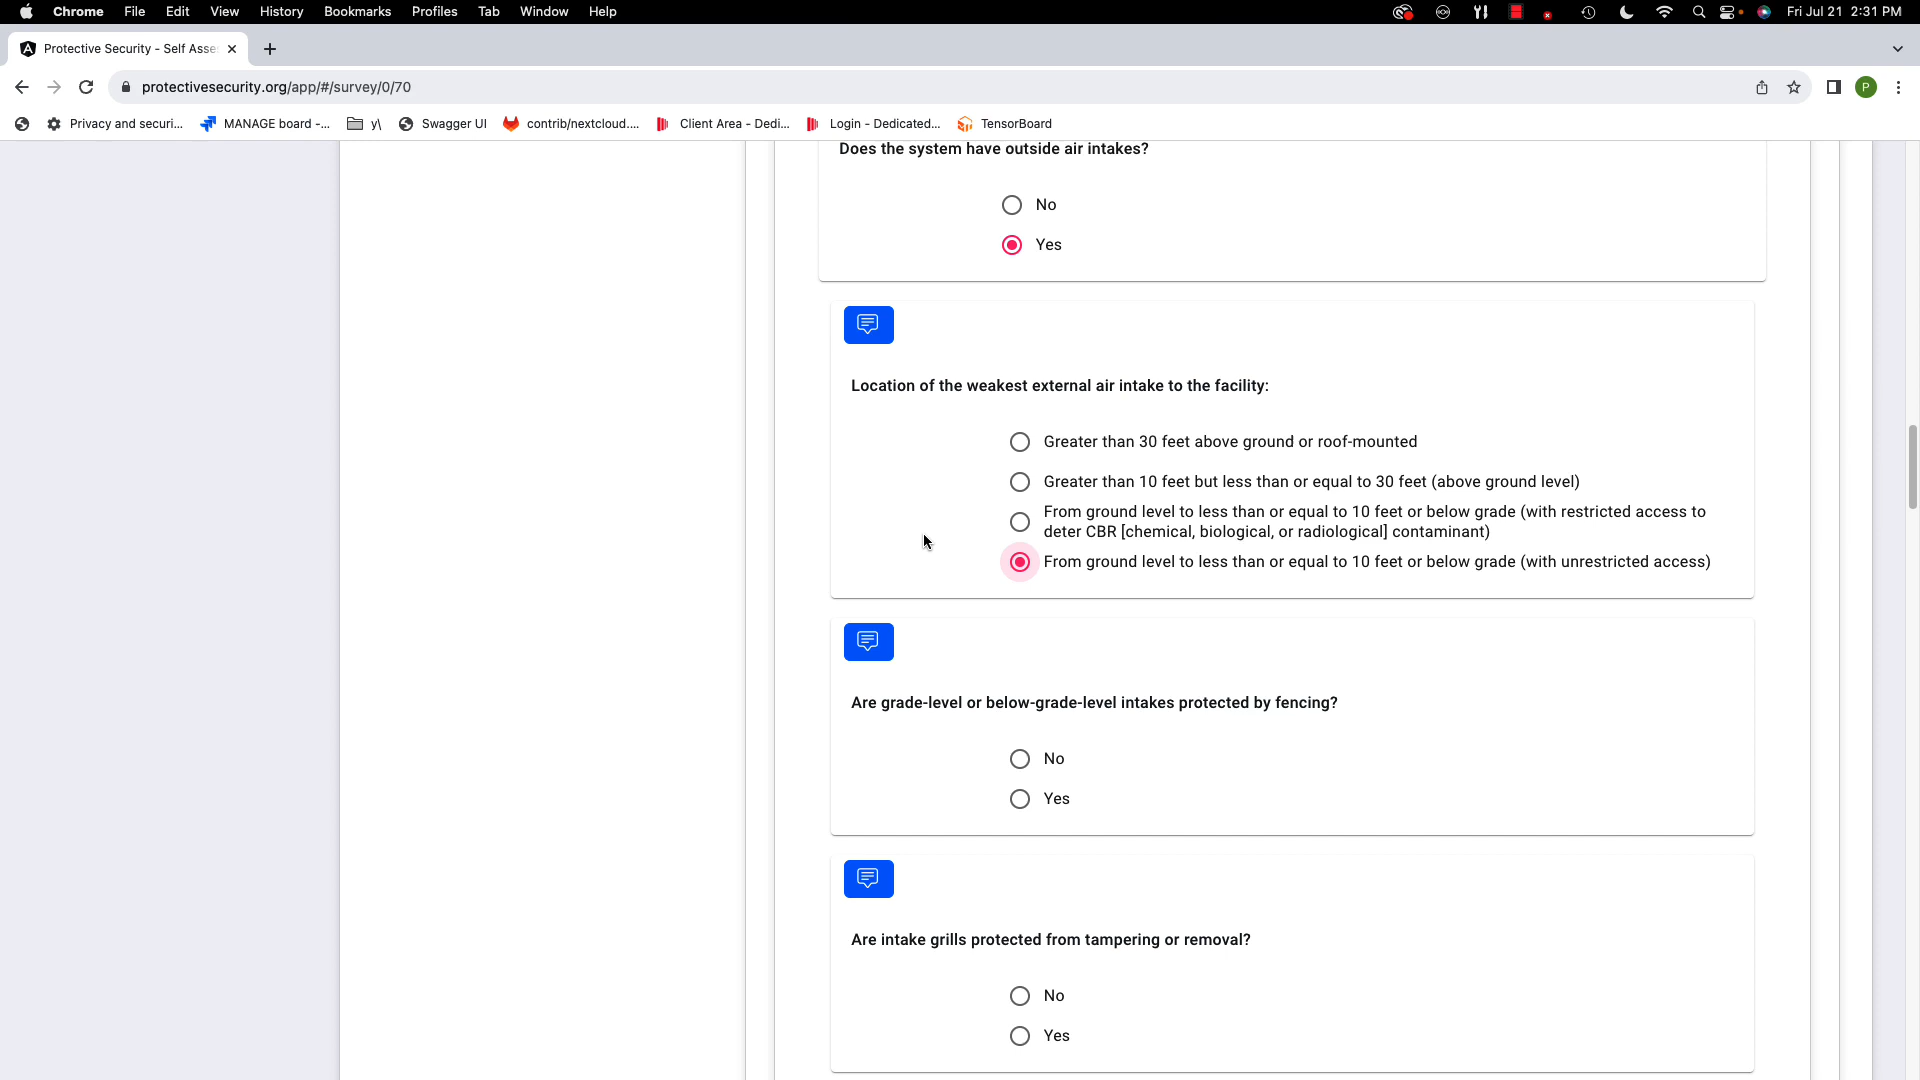 Chrome File Edit View History Bookmarks Profiles Tab Window Help Fri Jul 21 2:31 PM
Protective Security - Self Asse
protectivesecurity.org/app/#/survey/0/70 P
Privacy and securi... MANAGE board -... y\ Swagger UI contrib/nextcloud.... Client Area - Dedi... Login - Dedicated... TensorBoard
Does the system have outside air intakes?
No
Yes
Location of the weakest external air intake to the facility:
Greater than 30 feet above ground or roof-mounted
Greater than 10 feet but less than or equal to 30 feet (above ground level)
From ground level to less than or equal to 10 feet or below grade (with restricted access to
deter CBR [chemical, biological, or radiological] contaminant)
From ground level to less than or equal to 10 feet or below grade (with unrestricted access)
Are grade-level or below-grade-level intakes protected by fencing?
No
Yes
Are intake grills protected from tampering or removal?
No
Yes